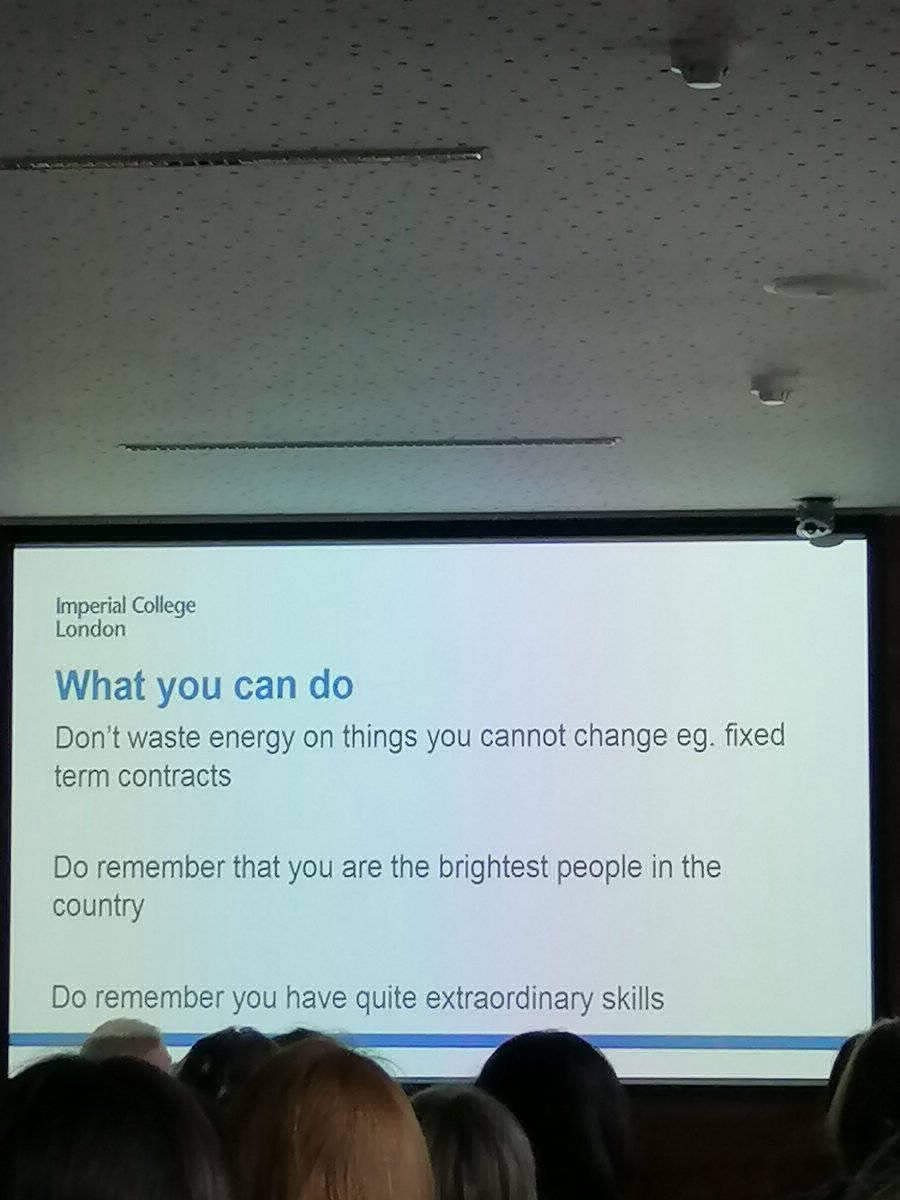 Imperial College
London
What you can do
Don't waste energy on things you cannot change eg. fixed
term contracts
Do remember that you are the brightest people in the
country
Do remember you have quite extraordinary skills